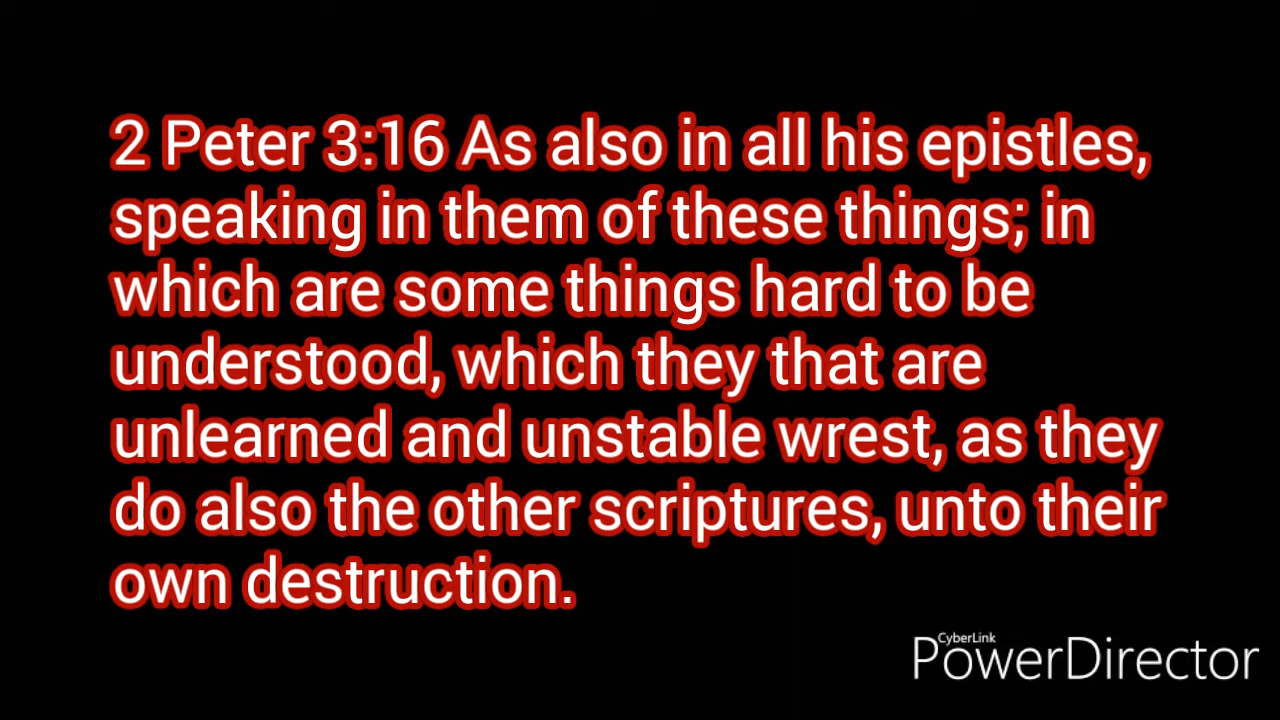 2 Peter 3:16 As also in all his epistles,
speaking in them of these things; in
which are some things hard to be
understood, which they that are
unlearned and unstable wrest, as they
do also the other scriptures, unto their
own destruction.
CyberLink
PowerDirector